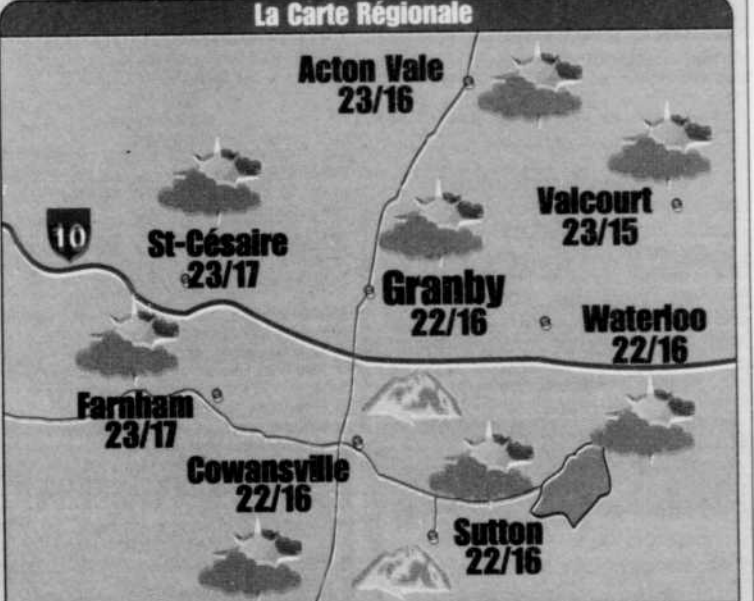 La Carte Régionale
Acton Vale
23/16
Valcourt
23/15
10
St-Césaire
23/17
Granby
22/16
Waterloo
22/16
Farnham
23/17
Cowansville
22/16
Sutton
22/16